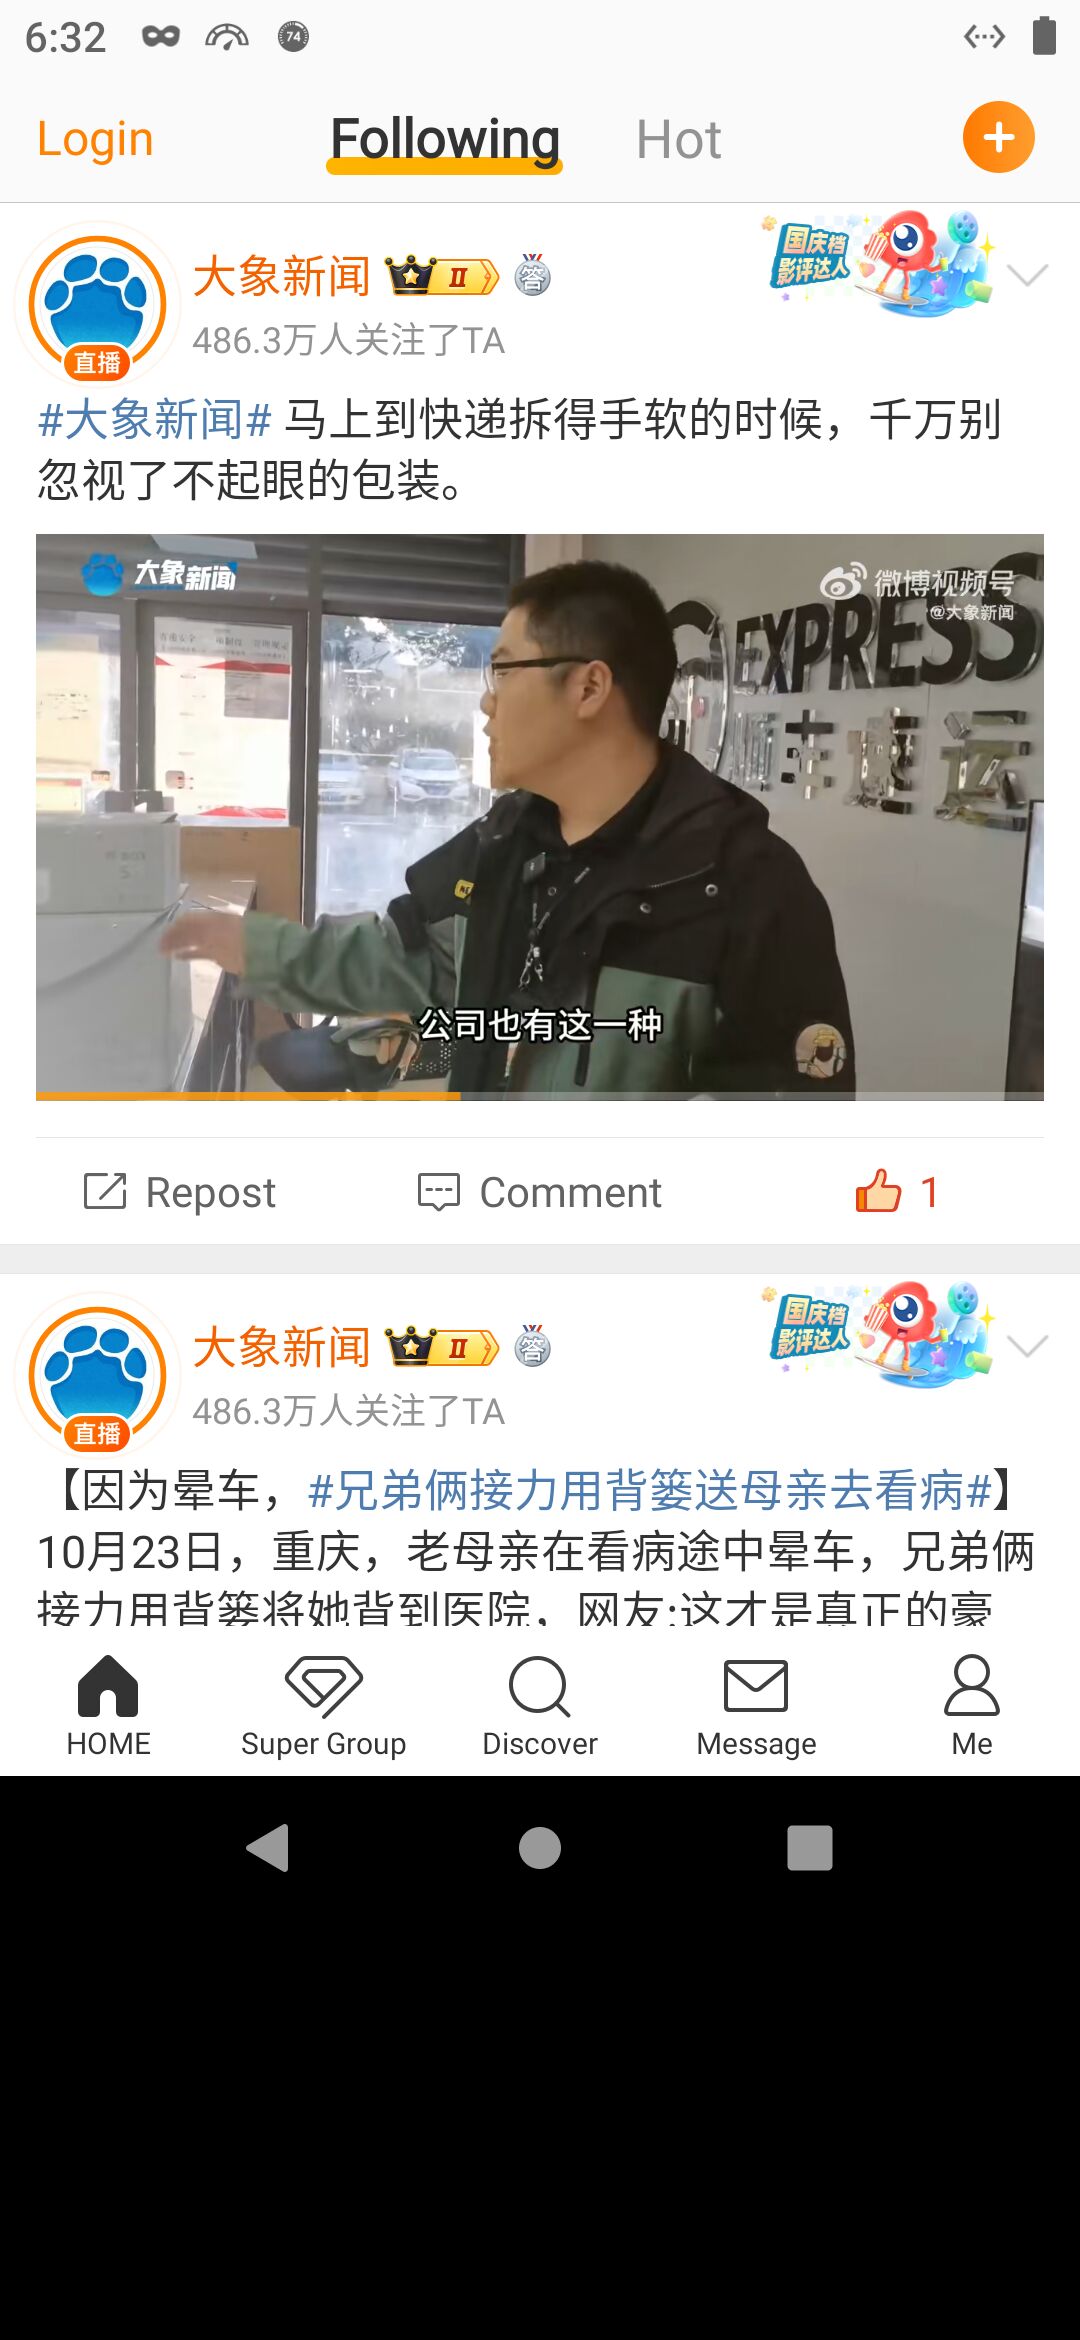 6:32
74
Login
Following
Hot
大象新闻
II
答
国庆档
影评达人
486.3万人关注了TA
直播
#大象新闻# 马上到快递拆得手软的时候，千万别
忽视了不起眼的包装。
大象新闻
微博视频号
@大象新闻
EXPRESS
公司也有这一种
Repost
Comment
1
大象新闻
II
答
国庆档
影评达人
486.3万人关注了TA
直播
【因为晕车，#兄弟俩接力用背篓送母亲去看病#】
10月23日，重庆，老母亲在看病途中晕车，兄弟俩
接力用背篓将她背到医院，网友:这才是真正的豪
HOME
Super Group
Discover
Message
Me